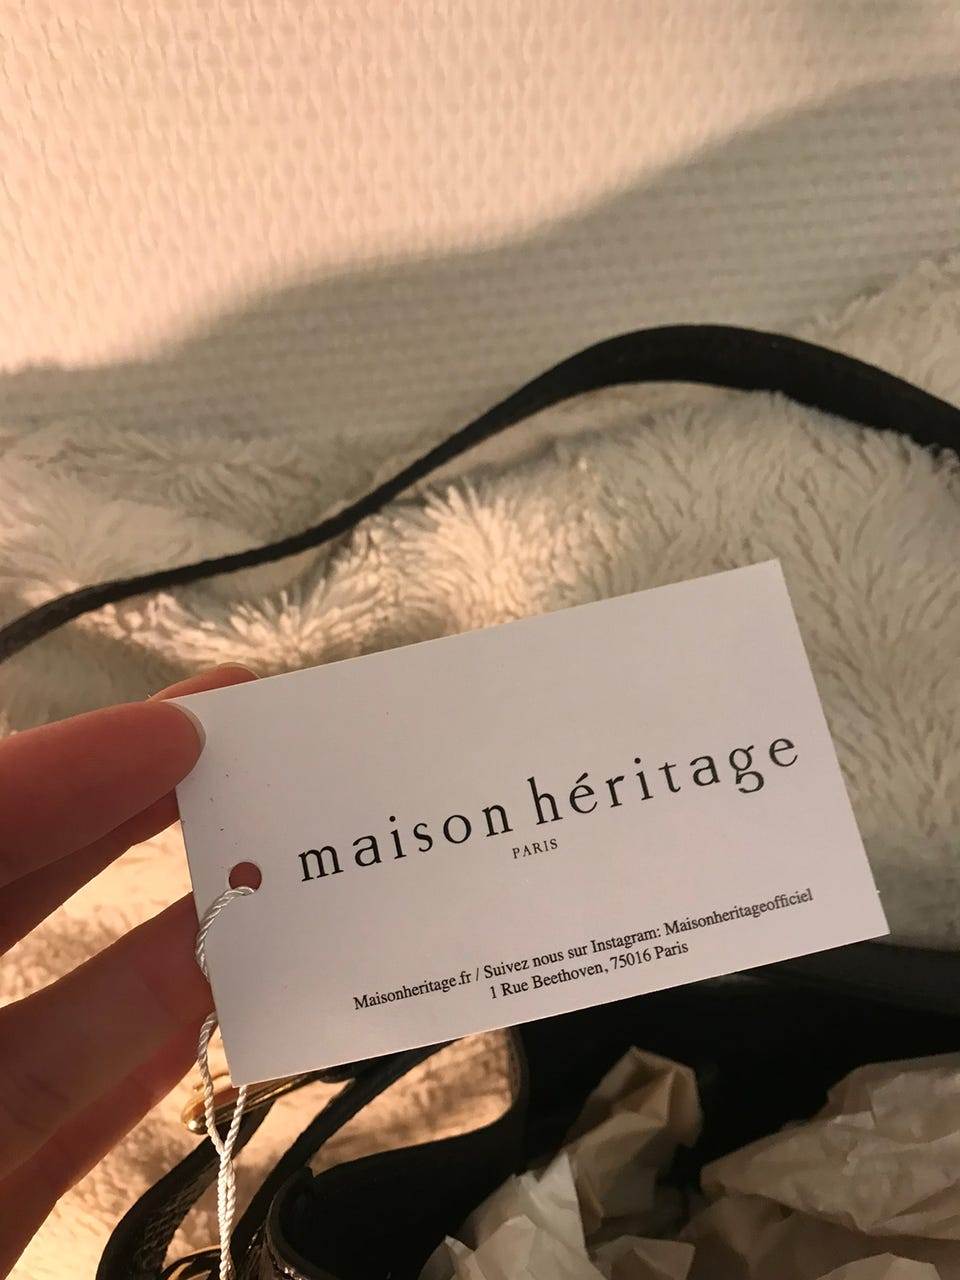 maison héritage
PARIS
Maisonheritage.fr / Suivez nous sur Instagram: Maisonheritageofficiel
1 Rue Beethoven, 75016 Paris